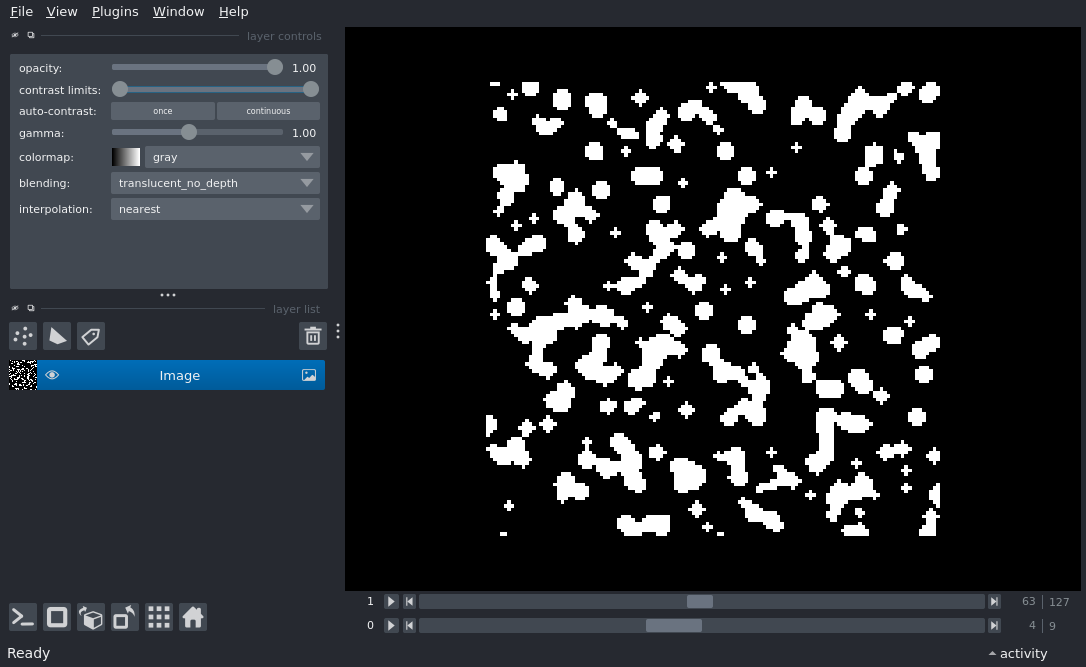 File View Plugins Window Help
layer controls
opacity: 1.00
contrast limits:
auto-contrast: once continuous
gamma: 1.00
colormap: gray
blending: translucent_no_depth
interpolation: nearest
layer list
Image
1 63 127
0 4 9
Ready activity